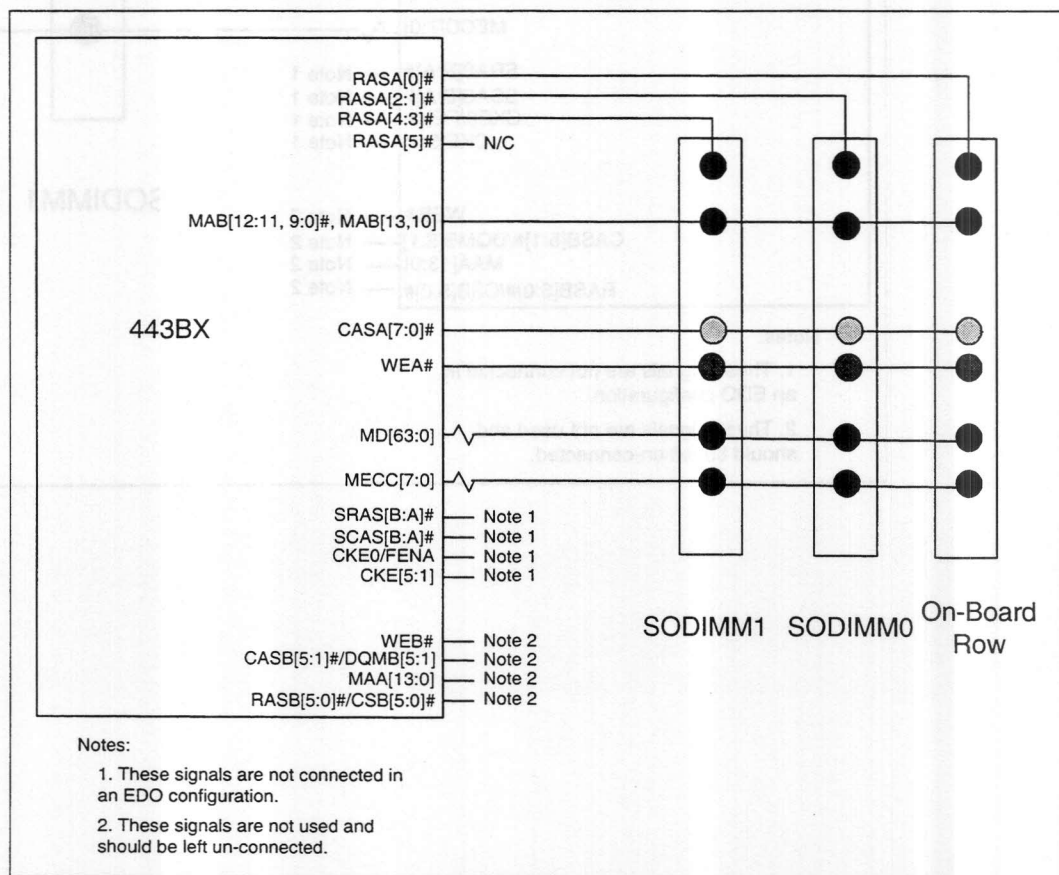 RASA[0]#
RASA[2:1]#
RASA[4:3]#
RASA[5]# N/C
MAB[12:11, 9:0]#, MAB[13,10]
443BX
CASA[7:0]#
WEA#
MD[63:0]
MECC[7:0]
SRAS[B:A]# Note 1
SCAS[B:A]# Note 1
CKE0/FENA Note 1
CKE[5:1] Note 1
SODIMM1 SODIMM0 On-Board
Row
WEB# Note 2
CASB[5:1]#/DQMB[5:1] Note 2
MAA[13:0] Note 2
RASB[5:0]#/CSB[5:0]# Note 2
Notes:
1. These signals are not connected in
an EDO configuration.
2. These signals are not used and
should be left un-connected.